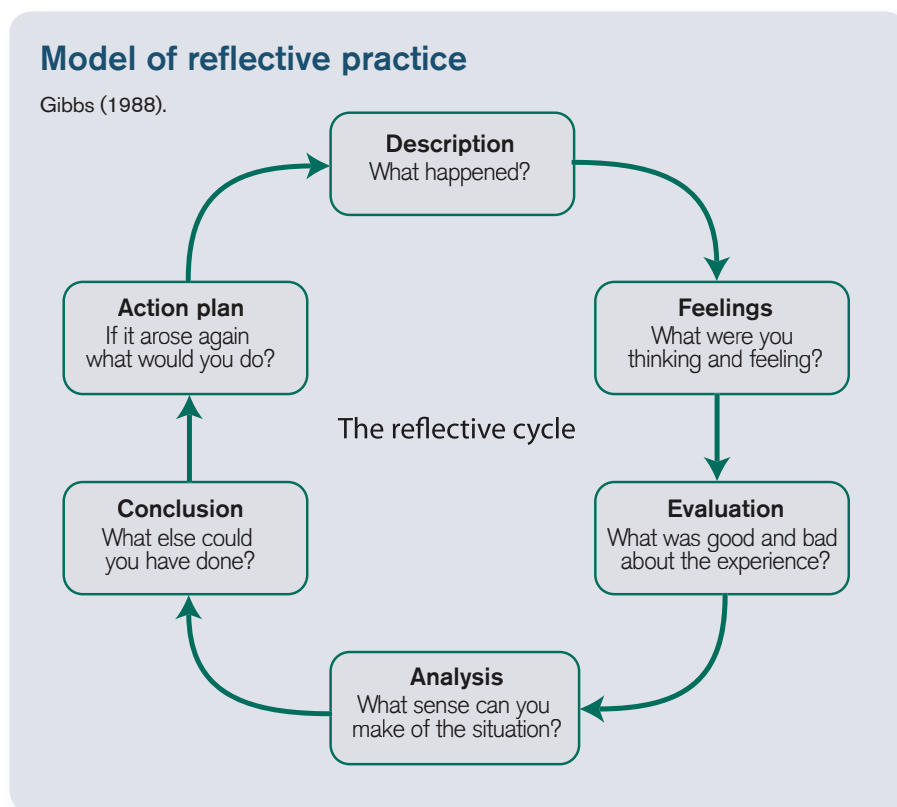 Model of reflective practice
Gibbs (1988).
Description
What happened?
Feelings
What were you
thinking and feeling?
Evaluation
What was good and bad
about the experience?
Analysis
What sense can you
make of the situation?
Conclusion
What else could
you have done?
Action plan
If it arose again
what would you do?
The reflective cycle